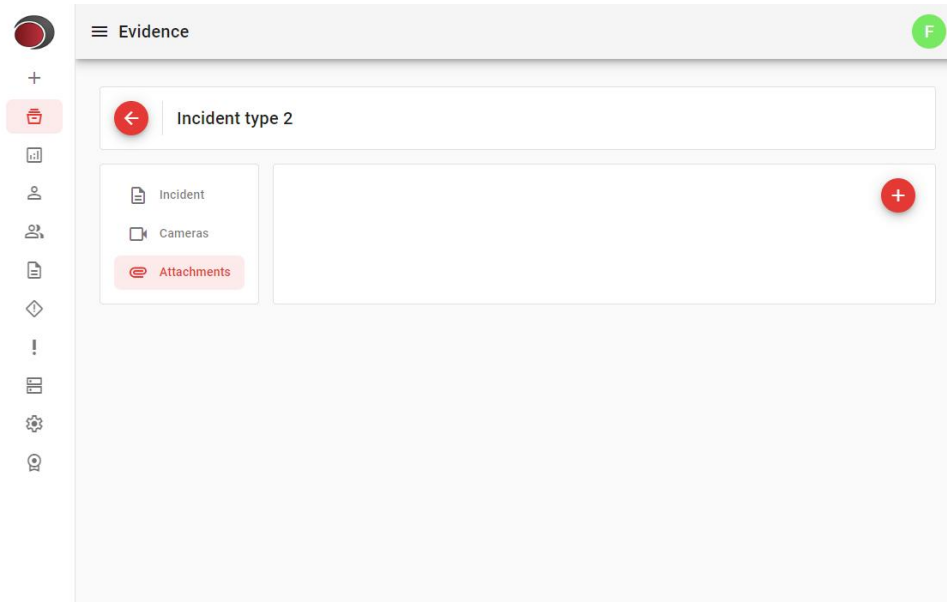 Evidence
F
Incident type 2
Incident
Cameras
Attachments